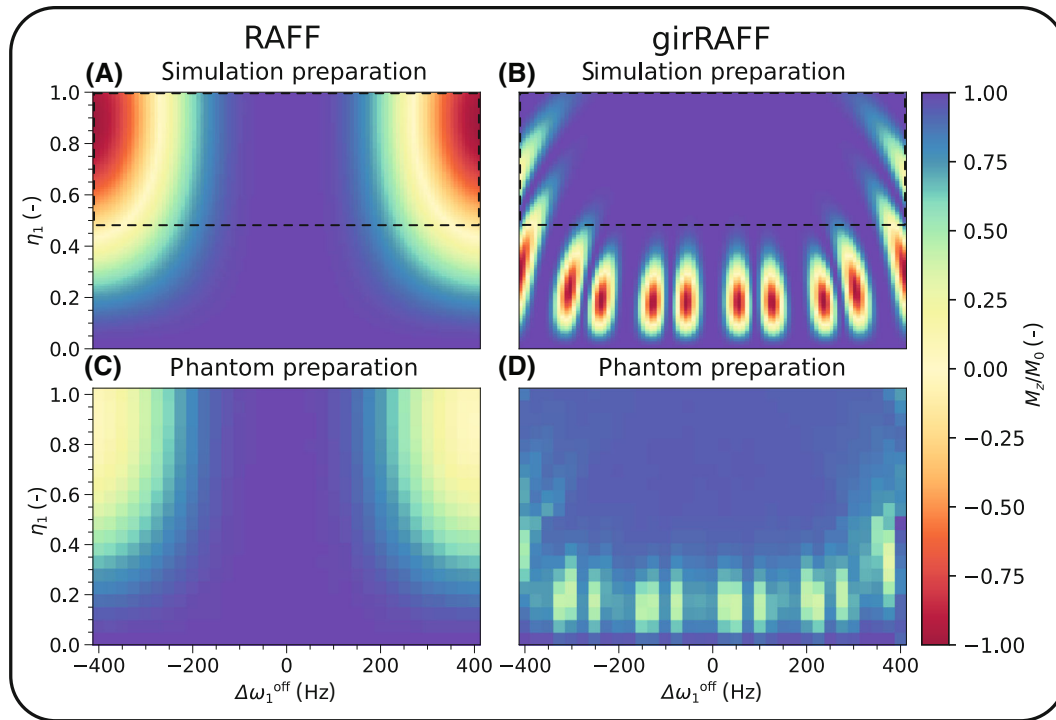 RAFF
girRAFF
(A)
Simulation preparation
(B)
Simulation preparation
1.0
0.8
0.6
0.4
0.2
0.0
η₁ (-)
(C)
Phantom preparation
(D)
Phantom preparation
1.0
0.8
0.6
0.4
0.2
0.0
η₁ (-)
−400 −200 0 200 400
Δω₁ᵒᶠᶠ (Hz)
−400 −200 0 200 400
Δω₁ᵒᶠᶠ (Hz)
1.00
0.75
0.50
0.25
0.00
−0.25
−0.50
−0.75
−1.00
M_z/M₀ (-)